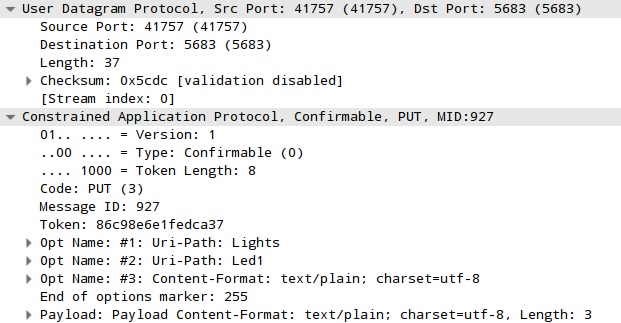 User Datagram Protocol, Src Port: 41757 (41757), Dst Port: 5683 (5683)
Source Port: 41757 (41757)
Destination Port: 5683 (5683)
Length: 37
Checksum: 0x5cdc [validation disabled]
[Stream index: 0]
Constrained Application Protocol, Confirmable, PUT, MID:927
01.. .... = Version: 1
..00 .... = Type: Confirmable (0)
.... 1000 = Token Length: 8
Code: PUT (3)
Message ID: 927
Token: 86c98e6e1fedca37
Opt Name: #1: Uri-Path: Lights
Opt Name: #2: Uri-Path: Led1
Opt Name: #3: Content-Format: text/plain; charset=utf-8
End of options marker: 255
Payload: Payload Content-Format: text/plain; charset=utf-8, Length: 3